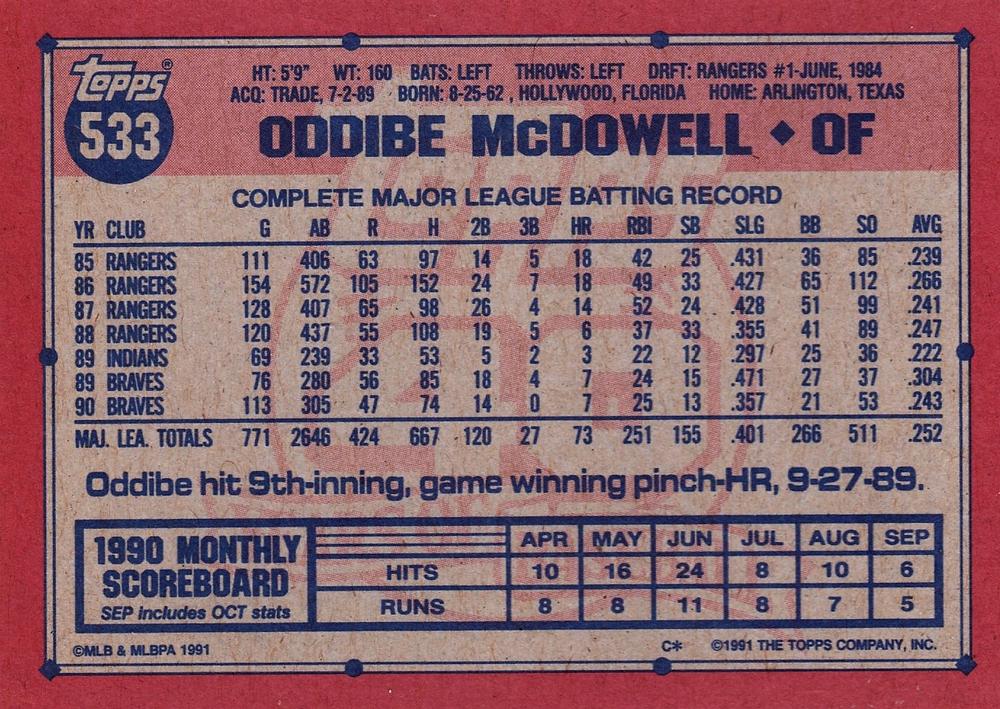 topps®
533
HT: 5'9" WT: 160 BATS: LEFT THROWS: LEFT DRFT: RANGERS #1-JUNE, 1984
ACQ: TRADE, 7-2-89 BORN: 8-25-62 , HOLLYWOOD, FLORIDA HOME: ARLINGTON, TEXAS
ODDIBE McDOWELL ◆ OF
COMPLETE MAJOR LEAGUE BATTING RECORD
YR CLUB G AB R H 2B 3B HR RBI SB SLG BB SO AVG
85 RANGERS 111 406 63 97 14 5 18 42 25 .431 36 85 .239
86 RANGERS 154 572 105 152 24 7 18 49 33 .427 65 112 .266
87 RANGERS 128 407 65 98 26 4 14 52 24 .428 51 99 .241
88 RANGERS 120 437 55 108 19 5 6 37 33 .355 41 89 .247
89 INDIANS 69 239 33 53 5 2 3 22 12 .297 25 36 .222
89 BRAVES 76 280 56 85 18 4 7 24 15 .471 27 37 .304
90 BRAVES 113 305 47 74 14 0 7 25 13 .357 21 53 .243
MAJ. LEA. TOTALS 771 2646 424 667 120 27 73 251 155 .401 266 511 .252
Oddibe hit 9th-inning, game winning pinch-HR, 9-27-89.
1990 MONTHLY
SCOREBOARD
SEP includes OCT stats
APR MAY JUN JUL AUG SEP
HITS 10 16 24 8 10 6
RUNS 8 8 11 8 7 5
©MLB & MLBPA 1991 C* ©1991 THE TOPPS COMPANY, INC.